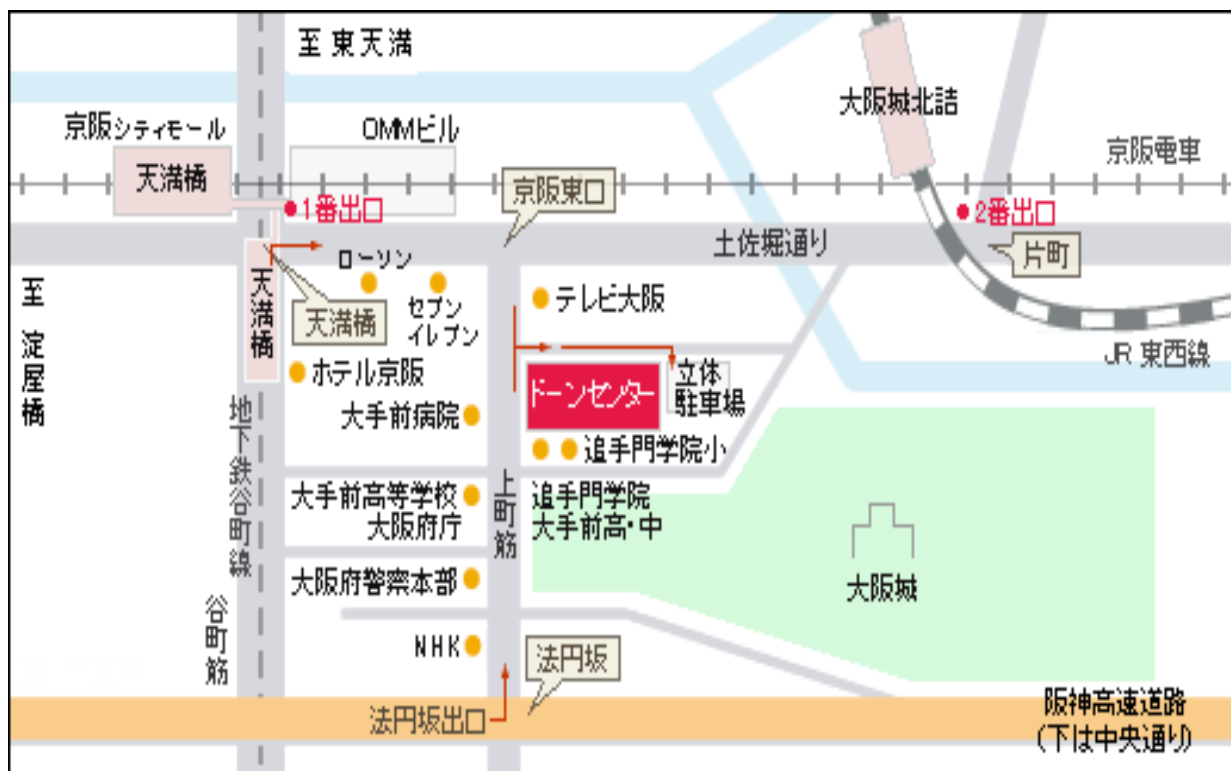 至 東天満
京阪シティモール
OMMビル
大阪城北詰
京阪電車
天満橋
京阪東口
1番出口
2番出口
土佐堀通り
片町
ローソン
セブン
イレブン
天満橋
天満橋
テレビ大阪
至 淀屋橋
JR 東西線
ホテル京阪
ドーンセンター
立体
駐車場
大手前病院
追手門学院小
地下鉄谷町線
大手前高等学校
大阪府庁
上町筋
追手門学院
大手前高・中
大阪府警察本部
大阪城
谷町筋
NHK
法円坂
法円坂出口
阪神高速道路
(下は中央通り)